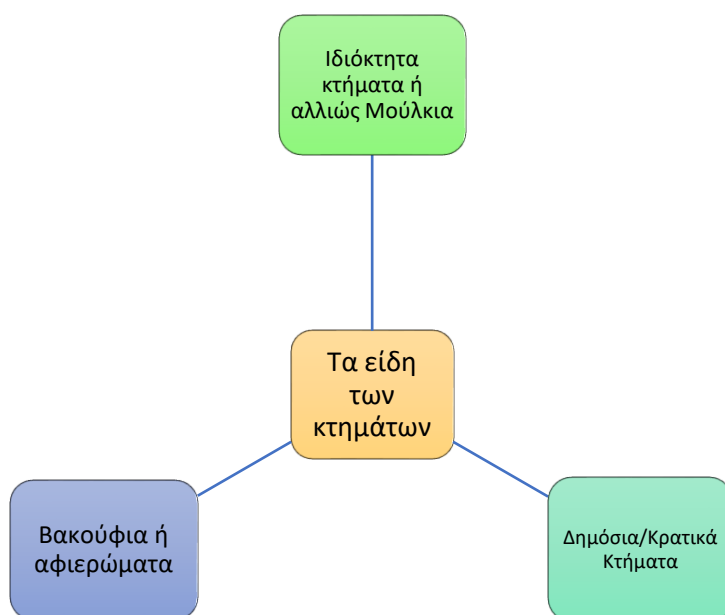 Ιδιόκτητα
κτήματα ή
αλλιώς Μούλκια
Τα είδη
των
κτημάτων
Βακούφια ή
αφιερώματα
Δημόσια/Κρατικά
Κτήματα